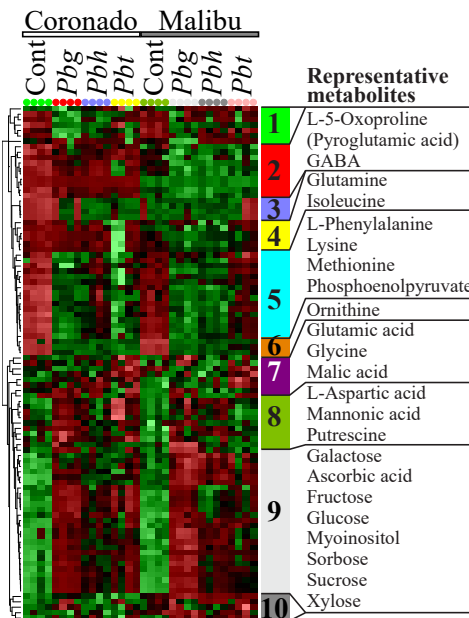 Coronado Malibu
Cont Pbg Pbh Pbt Cont Pbg Pbh Pbt
Representative
metabolites
1
2
3
4
5
6
7
8
9
10
L-5-Oxoproline
(Pyroglutamic acid)
GABA
Glutamine
Isoleucine
L-Phenylalanine
Lysine
Methionine
Phosphoenolpyruvate
Ornithine
Glutamic acid
Glycine
Malic acid
L-Aspartic acid
Mannonic acid
Putrescine
Galactose
Ascorbic acid
Fructose
Glucose
Myoinositol
Sorbose
Sucrose
Xylose